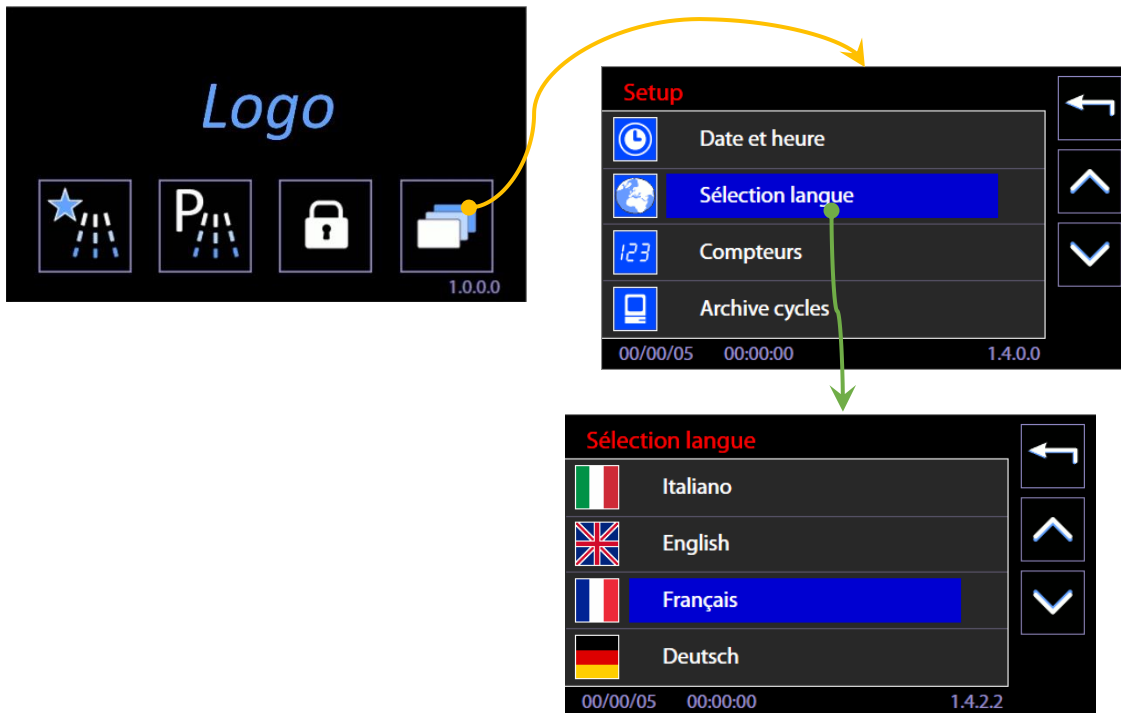 Logo
P
1.0.0.0
Setup
Date et heure
Sélection langue
123
Compteurs
Archive cycles
00/00/05 00:00:00 1.4.0.0
Sélection langue
Italiano
English
Français
Deutsch
00/00/05 00:00:00 1.4.2.2